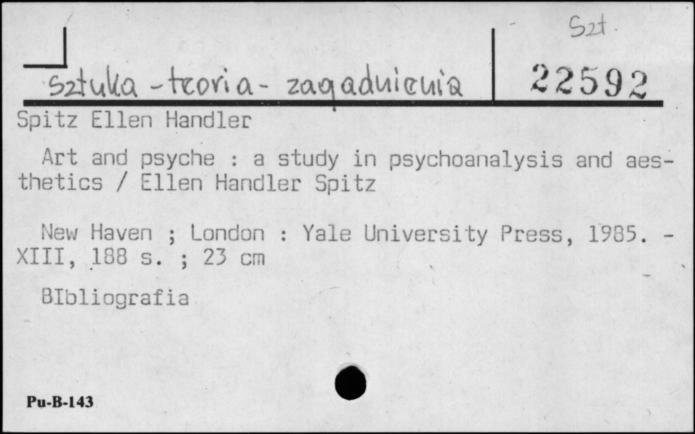 Szt.
Sztuka - teoria - zagadnienia
22592
Spitz Ellen Handler
Art and psyche : a study in psychoanalysis and aes-
thetics / Ellen Handler Spitz
New Haven ; London : Yale University Press, 1985. -
XIII, 188 s. ; 23 cm
BIbliografia
Pu-B-143